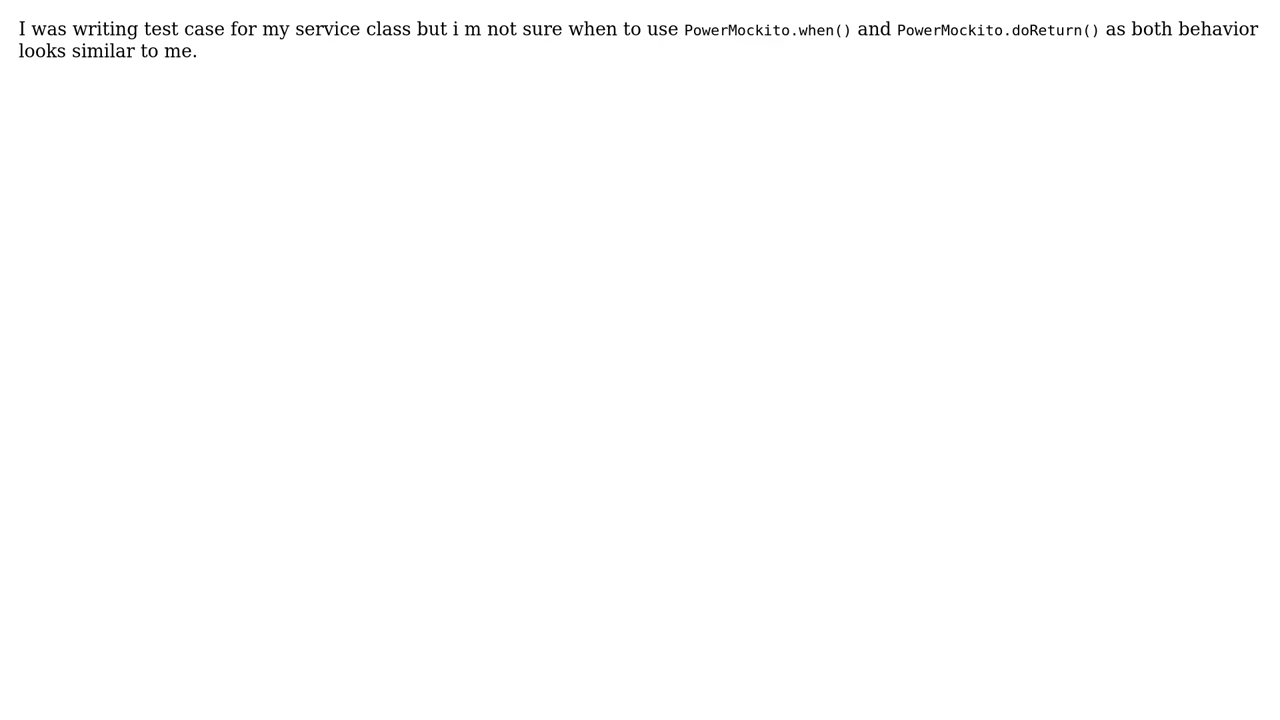 I was writing test case for my service class but i m not sure when to use PowerMockito.when() and PowerMockito.doReturn() as both behavior
looks similar to me.